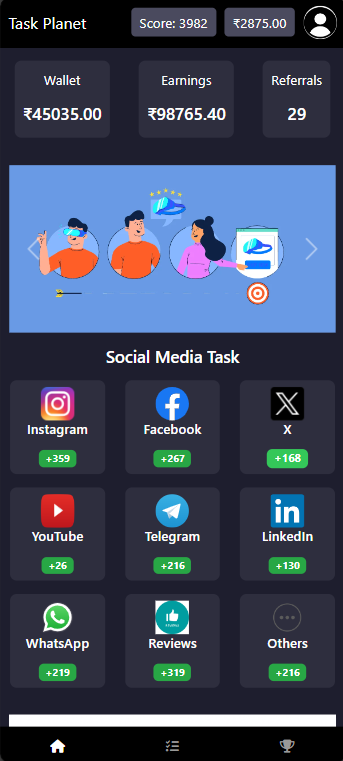 Task Planet
Score: 3982
₹2875.00
Wallet
₹45035.00
Earnings
₹98765.40
Referrals
29
Social Media Task
Instagram
+359
Facebook
+267
X
+168
YouTube
+26
Telegram
+216
LinkedIn
+130
WhatsApp
+219
Reviews
+319
Others
+216